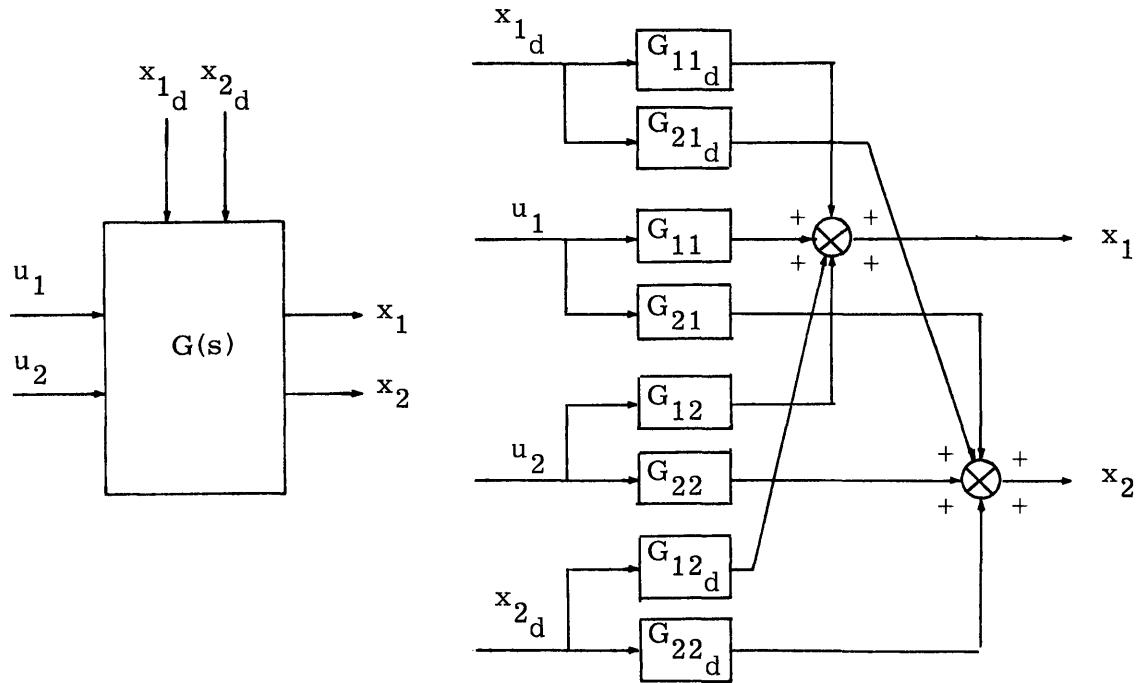 x1d x2d
u1
u2
G(s)
x1
x2
x1d
G11d
G21d
u1
G11
+ +
+ +
x1
G21
G12
u2
G22
+ +
+ +
x2
G12d
x2d
G22d